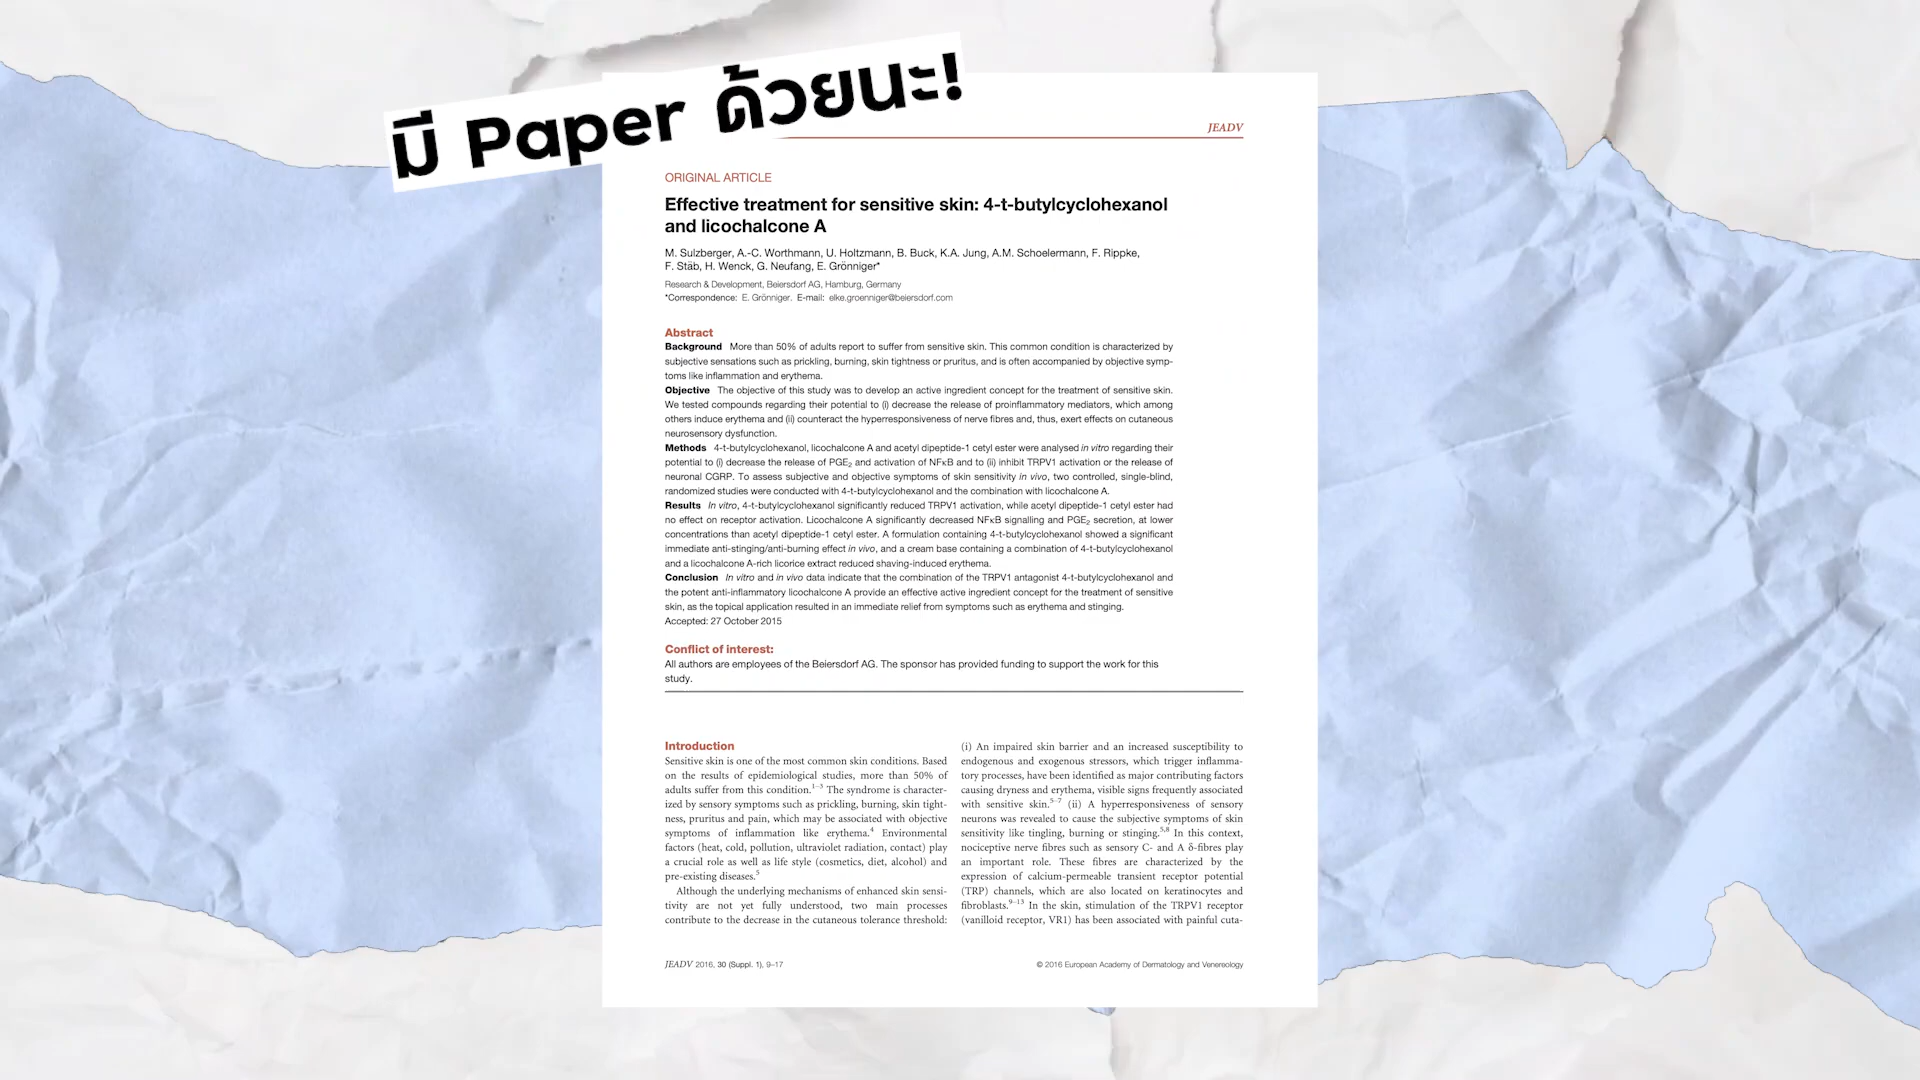 มี Paper ด้วยนะ!
JEADV
ORIGINAL ARTICLE
Effective treatment for sensitive skin: 4-t-butylcyclohexanol
and licochalcone A
M. Sulzberger, A.-C. Worthmann, U. Holtzmann, B. Buck, K.A. Jung, A.M. Schoelermann, F. Rippke,
F. Stäb, H. Wenck, G. Neufang, E. Grönniger*
Research & Development, Beiersdorf AG, Hamburg, Germany
*Correspondence: E. Grönniger. E-mail: elke.groenniger@beiersdorf.com
Abstract
Background More than 50% of adults report to suffer from sensitive skin. This common condition is characterized by
subjective sensations such as prickling, burning, skin tightness or pruritus, and is often accompanied by objective symp-
toms like inflammation and erythema.
Objective The objective of this study was to develop an active ingredient concept for the treatment of sensitive skin.
We tested compounds regarding their potential to (i) decrease the release of proinflammatory mediators, which among
others induce erythema and (ii) counteract the hyperresponsiveness of nerve fibres and, thus, exert effects on cutaneous
neurosensory dysfunction.
Methods 4-t-butylcyclohexanol, licochalcone A and acetyl dipeptide-1 cetyl ester were analysed in vitro regarding their
potential to (i) decrease the release of PGE₂ and activation of NFκB and to (ii) inhibit TRPV1 activation or the release of
neuronal CGRP. To assess subjective and objective symptoms of skin sensitivity in vivo, two controlled, single-blind,
randomized studies were conducted with 4-t-butylcyclohexanol and the combination with licochalcone A.
Results In vitro, 4-t-butylcyclohexanol significantly reduced TRPV1 activation, while acetyl dipeptide-1 cetyl ester had
no effect on receptor activation. Licochalcone A significantly decreased NFκB signalling and PGE₂ secretion, at lower
concentrations than acetyl dipeptide-1 cetyl ester. A formulation containing 4-t-butylcyclohexanol showed a significant
immediate anti-stinging/anti-burning effect in vivo, and a cream base containing a combination of 4-t-butylcyclohexanol
and a licochalcone A-rich licorice extract reduced shaving-induced erythema.
Conclusion In vitro and in vivo data indicate that the combination of the TRPV1 antagonist 4-t-butylcyclohexanol and
the potent anti-inflammatory licochalcone A provide an effective active ingredient concept for the treatment of sensitive
skin, as the topical application resulted in an immediate relief from symptoms such as erythema and stinging.
Accepted: 27 October 2015
Conflict of interest:
All authors are employees of the Beiersdorf AG. The sponsor has provided funding to support the work for this
study.
Introduction
Sensitive skin is one of the most common skin conditions. Based
on the results of epidemiological studies, more than 50% of
adults suffer from this condition.¹⁻³ The syndrome is character-
ized by sensory symptoms such as prickling, burning, skin tight-
ness, pruritus and pain, which may be associated with objective
symptoms of inflammation like erythema.⁴ Environmental
factors (heat, cold, pollution, ultraviolet radiation, contact) play
a crucial role as well as life style (cosmetics, diet, alcohol) and
pre-existing diseases.⁵
Although the underlying mechanisms of enhanced skin sensi-
tivity are not yet fully understood, two main processes
contribute to the decrease in the cutaneous tolerance threshold:
(i) An impaired skin barrier and an increased susceptibility to
endogenous and exogenous stressors, which trigger inflamma-
tory processes, have been identified as major contributing factors
causing dryness and erythema, visible signs frequently associated
with sensitive skin.⁵⁻⁷ (ii) A hyperresponsiveness of sensory
neurons was revealed to cause the subjective symptoms of skin
sensitivity like tingling, burning or stinging.⁵,⁸ In this context,
nociceptive nerve fibres such as sensory C- and A δ-fibres play
an important role. These fibres are characterized by the
expression of calcium-permeable transient receptor potential
(TRP) channels, which are also located on keratinocytes and
fibroblasts.⁹⁻¹³ In the skin, stimulation of the TRPV1 receptor
(vanilloid receptor, VR1) has been associated with painful cuta-
JEADV 2016, 30 (Suppl. 1), 9–17
© 2016 European Academy of Dermatology and Venereology